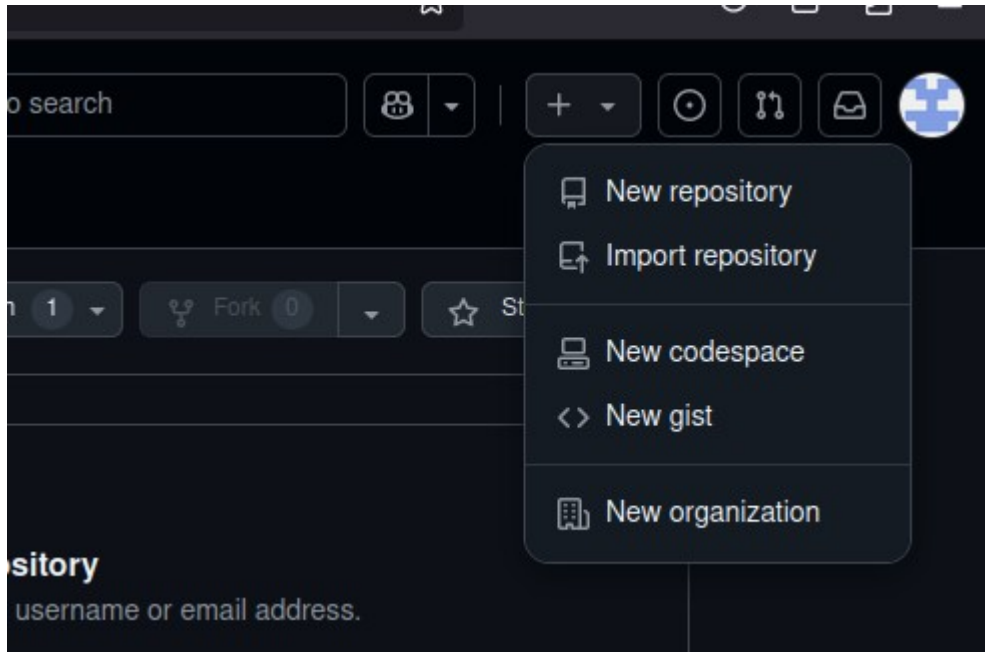 o search
New repository
Import repository
1
Fork 0
St
New codespace
New gist
New organization
sitory
username or email address.